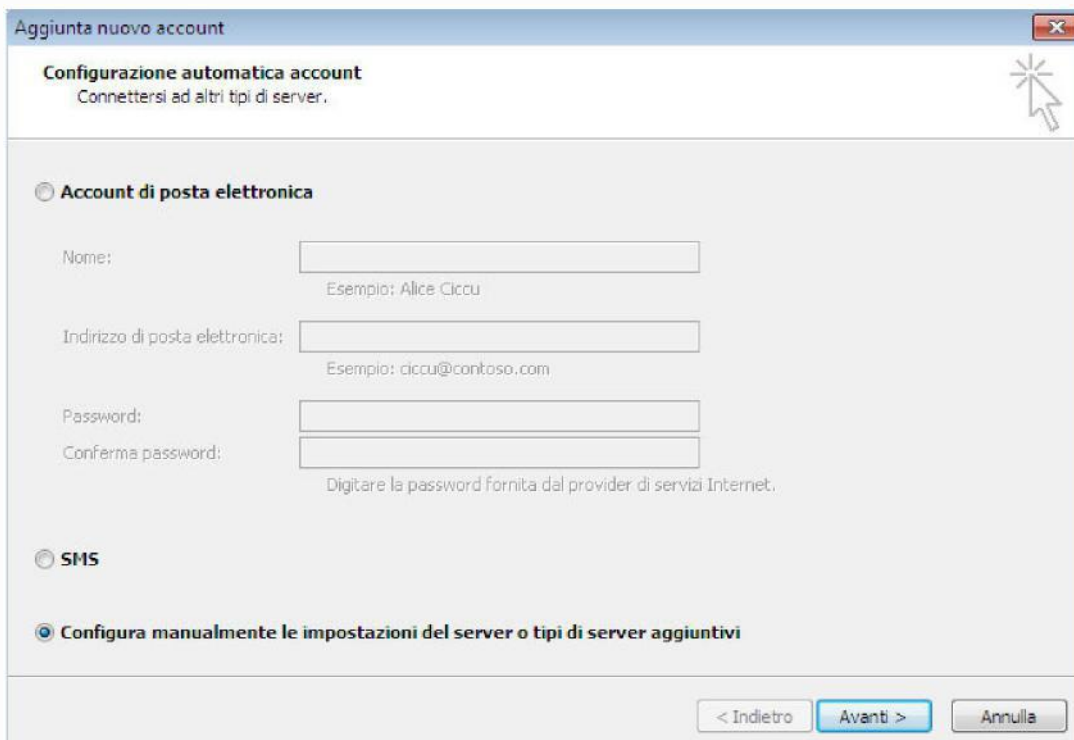 Aggiunta nuovo account
Configurazione automatica account
Connettersi ad altri tipi di server.
Account di posta elettronica
Nome:
Esempio: Alice Ciccu
Indirizzo di posta elettronica:
Esempio: ciccu@contoso.com
Password:
Conferma password:
Digitare la password fornita dal provider di servizi Internet.
SMS
Configura manualmente le impostazioni del server o tipi di server aggiuntivi
< Indietro
Avanti >
Annulla